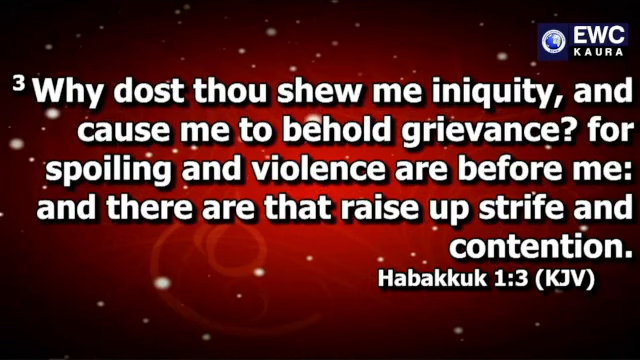 EWC
KAURA
3 Why dost thou shew me iniquity, and
cause me to behold grievance? for
spoiling and violence are before me:
and there are that raise up strife and
contention.
Habakkuk 1:3 (KJV)